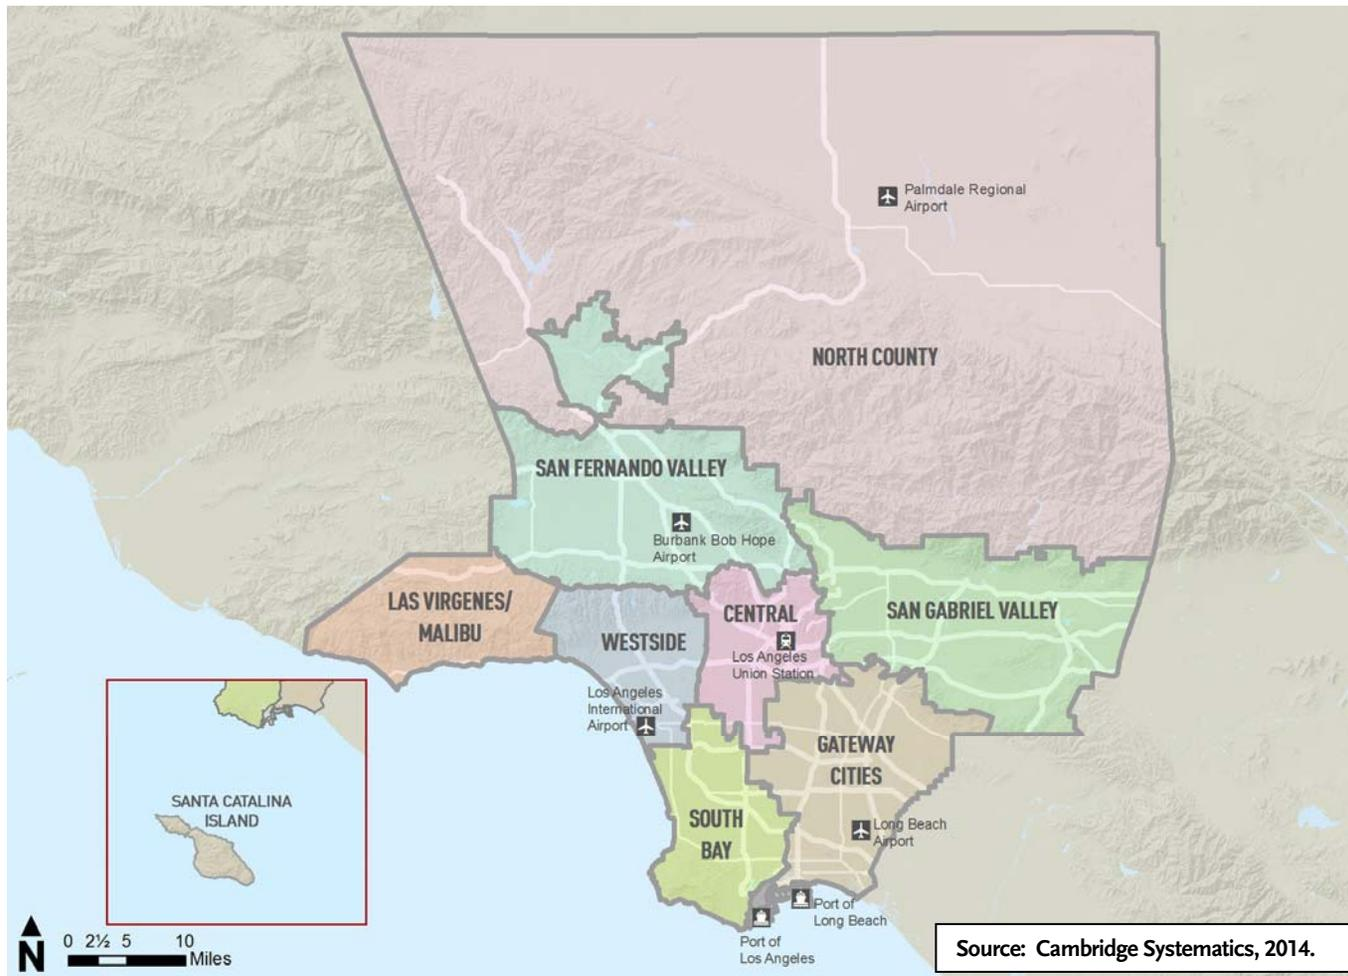 Palmdale Regional
Airport
NORTH COUNTY
SAN FERNANDO VALLEY
Burbank Bob Hope
Airport
LAS VIRGENES/
MALIBU
WESTSIDE
CENTRAL
Los Angeles
Union Station
SAN GABRIEL VALLEY
Los Angeles
International
Airport
GATEWAY
CITIES
SOUTH
BAY
Long Beach
Airport
SANTA CATALINA
ISLAND
Port of
Long Beach
Port of
Los Angeles
N
0 2½ 5 10
Miles
Source: Cambridge Systematics, 2014.